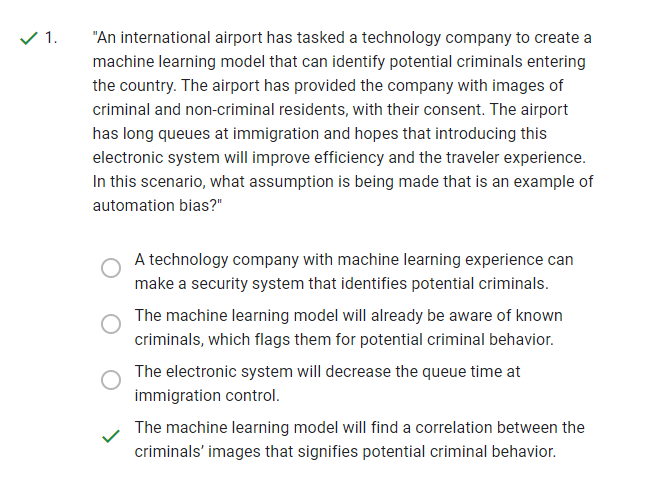 1. "An international airport has tasked a technology company to create a
machine learning model that can identify potential criminals entering
the country. The airport has provided the company with images of
criminal and non-criminal residents, with their consent. The airport
has long queues at immigration and hopes that introducing this
electronic system will improve efficiency and the traveler experience.
In this scenario, what assumption is being made that is an example of
automation bias?"
A technology company with machine learning experience can
make a security system that identifies potential criminals.
The machine learning model will already be aware of known
criminals, which flags them for potential criminal behavior.
The electronic system will decrease the queue time at
immigration control.
The machine learning model will find a correlation between the
criminals’ images that signifies potential criminal behavior.